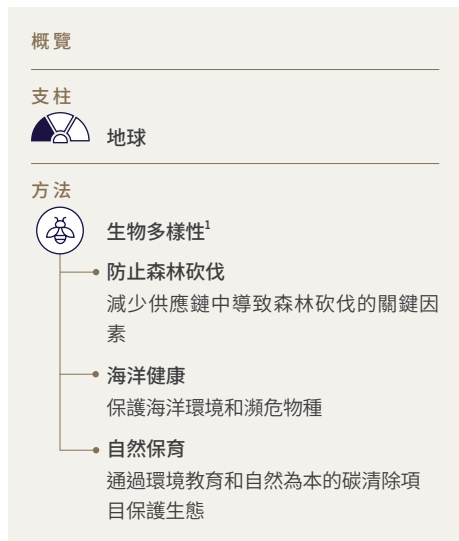 概覽
支柱
地球
方法
生物多樣性1
防止森林砍伐
減少供應鏈中導致森林砍伐的關鍵因
素
海洋健康
保護海洋環境和瀕危物種
自然保育
通過環境教育和自然為本的碳清除項
目保護生態